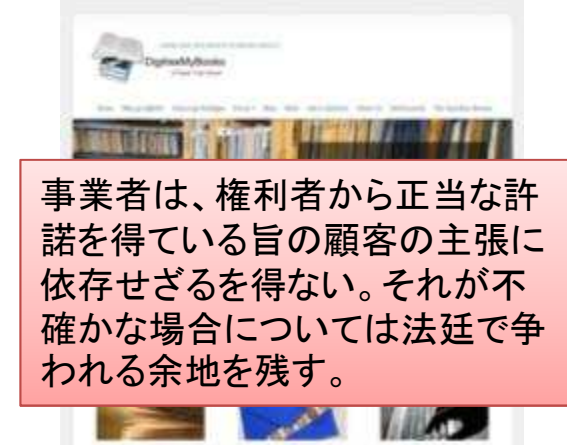 DigitizeMyBooks
事業者は、権利者から正当な許
諾を得ている旨の顧客の主張に
依存せざるを得ない。それが不
確かな場合については法廷で争
われる余地を残す。